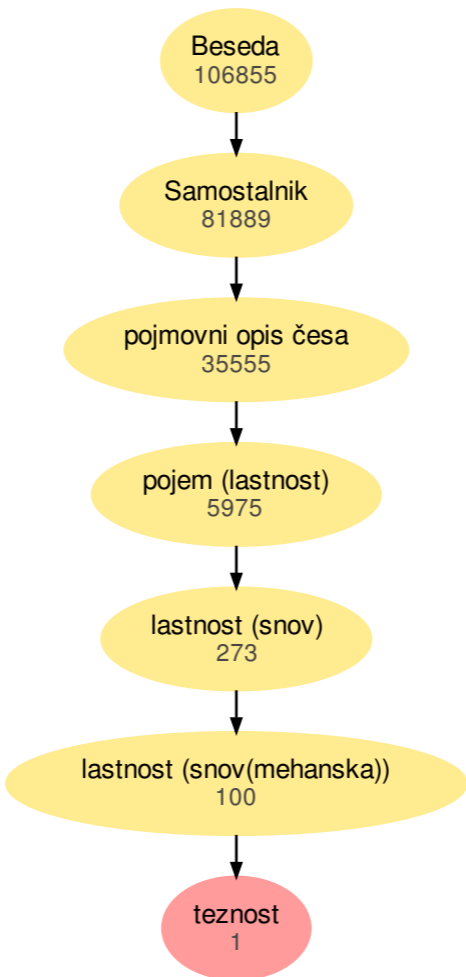 Beseda
106855
Samostalnik
81889
pojmovni opis česa
35555
pojem (lastnost)
5975
lastnost (snov)
273
lastnost (snov(mehanska))
100
teznost
1